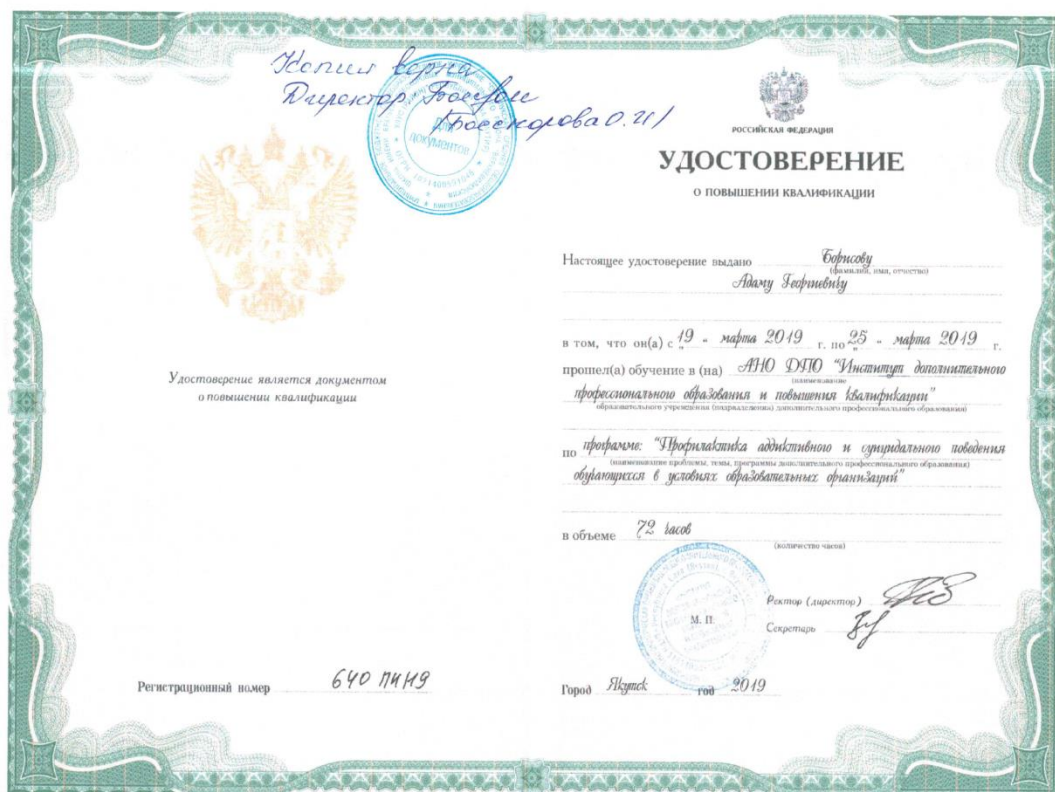 Копия верна
Директор
Босскорова О.И/
Для
документов
Удостоверение является документом
о повышении квалификации
Регистрационный номер 640
РОССИЙСКАЯ ФЕДЕРАЦИЯ
УДОСТОВЕРЕНИЕ
О ПОВЫШЕНИИ КВАЛИФИКАЦИИ
Настоящее удостоверение выдано Борисову
(фамилия, имя, отчество)
Адаму Георгиевичу
в том, что он(а) с 19 " марта 2019 г. по 25 " марта 2019 г.
прошел(а) обучение в (на) АНО ДПО "Институт дополнительного
(наименование
профессионального образования и повышения квалификации"
образовательного учреждения (подразделения) дополнительного профессионального образования)
по программе: "Профилактика аддиктивного и суицидального поведения
(наименование проблемы, темы, программы дополнительного профессионального образования)
обучающихся в условиях образовательных организаций"
в объеме 72 часов
(количество часов)
М. П.
Ректор (директор)
Секретарь
Город Якутск год 2019